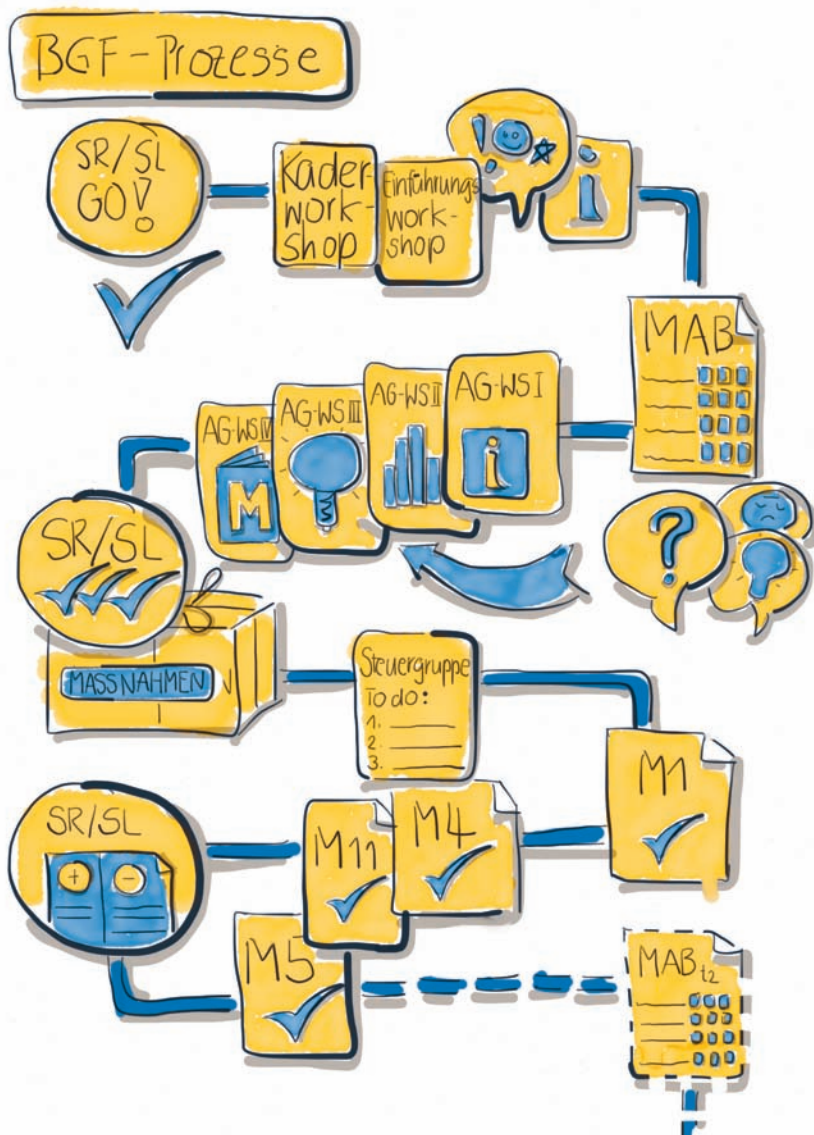 BGF-Prozesse
SR/SL
GO!
Kader-
work-
shop
Einführungs
work-
shop
!
i
MAB
AG-WS IV
M
AG-WS III
AG-WS II
AG-WS I
i
?
SR/SL
MASSNAHMEN
Steuergruppe
To do:
1.
2.
3.
M1
M4
M11
SR/SL
+ -
M5
MAB t2